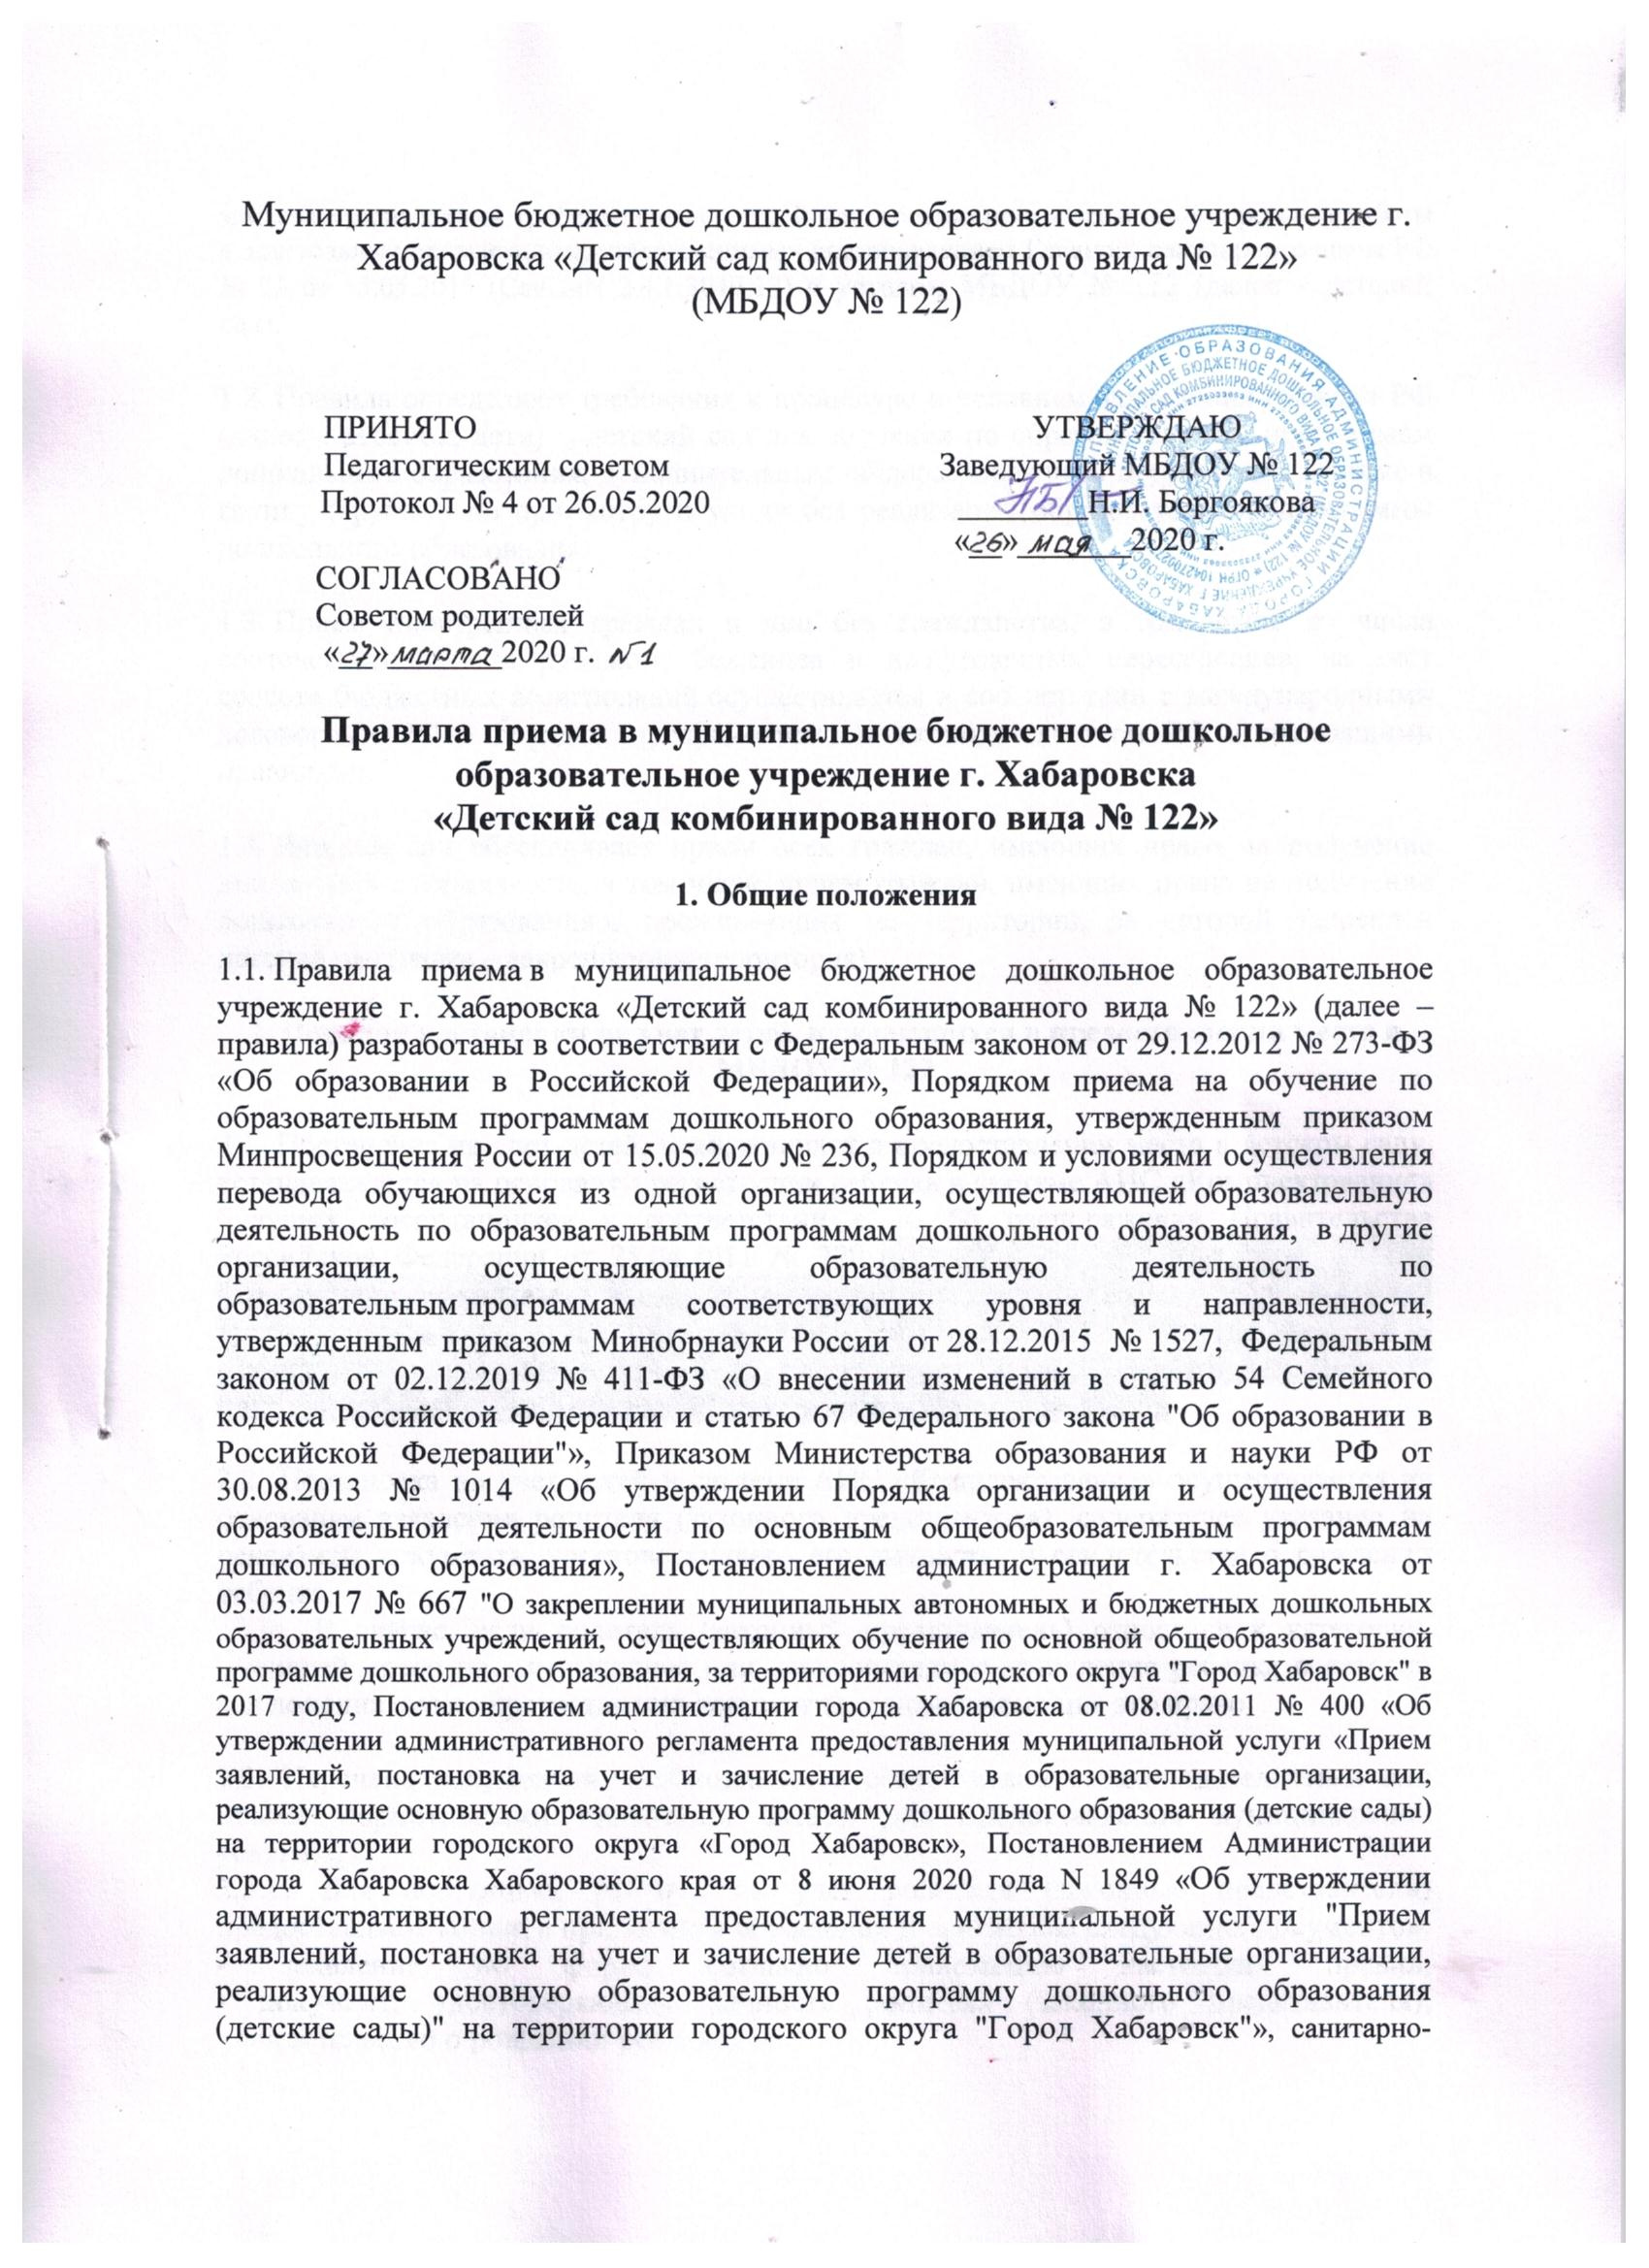 Муниципальное бюджетное дошкольное образовательное учреждение г.
Хабаровска «Детский сад комбинированного вида № 122»
(МБДОУ № 122)
ПРИНЯТО
Педагогическим советом
Протокол № 4 от 26.05.2020
УТВЕРЖДАЮ
Заведующий МБДОУ № 122
Н.И. Боргоякова
«26» мая 2020 г.
СОГЛАСОВАНО
Советом родителей
«27» марта 2020 г. №1
Правила приема в муниципальное бюджетное дошкольное
образовательное учреждение г. Хабаровска
«Детский сад комбинированного вида № 122»
1. Общие положения
1.1. Правила приема в муниципальное бюджетное дошкольное образовательное
учреждение г. Хабаровска «Детский сад комбинированного вида № 122» (далее –
правила) разработаны в соответствии с Федеральным законом от 29.12.2012 № 273-ФЗ
«Об образовании в Российской Федерации», Порядком приема на обучение по
образовательным программам дошкольного образования, утвержденным приказом
Минпросвещения России от 15.05.2020 № 236, Порядком и условиями осуществления
перевода обучающихся из одной организации, осуществляющей образовательную
деятельность по образовательным программам дошкольного образования, в другие
организации, осуществляющие образовательную деятельность по
образовательным программам соответствующих уровня и направленности,
утвержденным приказом Минобрнауки России от 28.12.2015 № 1527, Федеральным
законом от 02.12.2019 № 411-ФЗ «О внесении изменений в статью 54 Семейного
кодекса Российской Федерации и статью 67 Федерального закона "Об образовании в
Российской Федерации"», Приказом Министерства образования и науки РФ от
30.08.2013 № 1014 «Об утверждении Порядка организации и осуществления
образовательной деятельности по основным общеобразовательным программам
дошкольного образования», Постановлением администрации г. Хабаровска от
03.03.2017 № 667 "О закреплении муниципальных автономных и бюджетных дошкольных
образовательных учреждений, осуществляющих обучение по основной общеобразовательной
программе дошкольного образования, за территориями городского округа "Город Хабаровск" в
2017 году, Постановлением администрации города Хабаровска от 08.02.2011 № 400 «Об
утверждении административного регламента предоставления муниципальной услуги «Прием
заявлений, постановка на учет и зачисление детей в образовательные организации,
реализующие основную образовательную программу дошкольного образования (детские сады)
на территории городского округа «Город Хабаровск», Постановлением Администрации
города Хабаровска Хабаровского края от 8 июня 2020 года N 1849 «Об утверждении
административного регламента предоставления муниципальной услуги "Прием
заявлений, постановка на учет и зачисление детей в образовательные организации,
реализующие основную образовательную программу дошкольного образования
(детские сады)" на территории городского округа "Город Хабаровск"», санитарно-